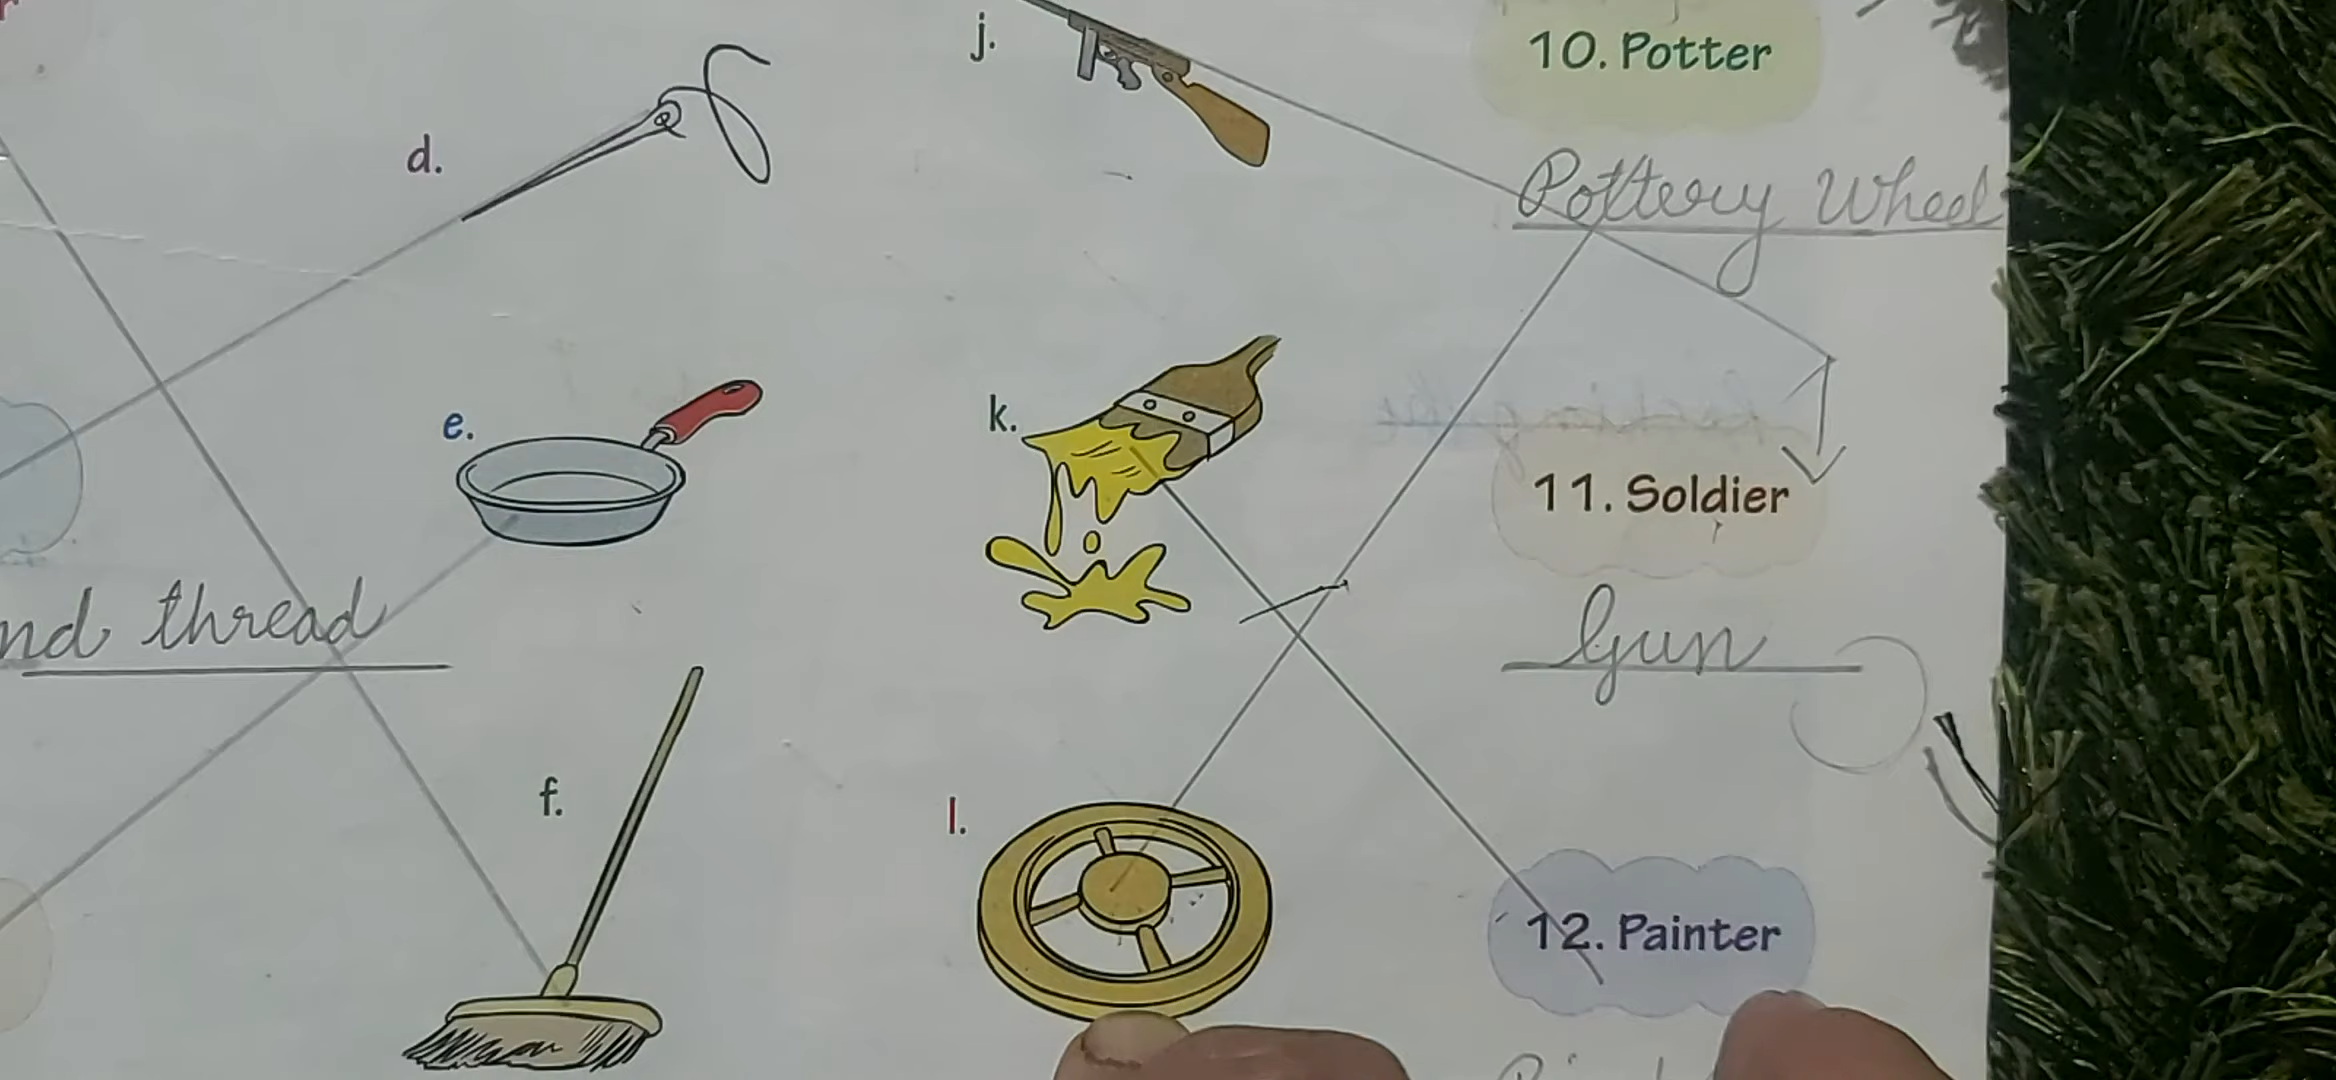 j.
10. Potter
d.
Pottery Wheel
e.
k.
11. Soldier
nd thread
Gun
f.
l.
12. Painter